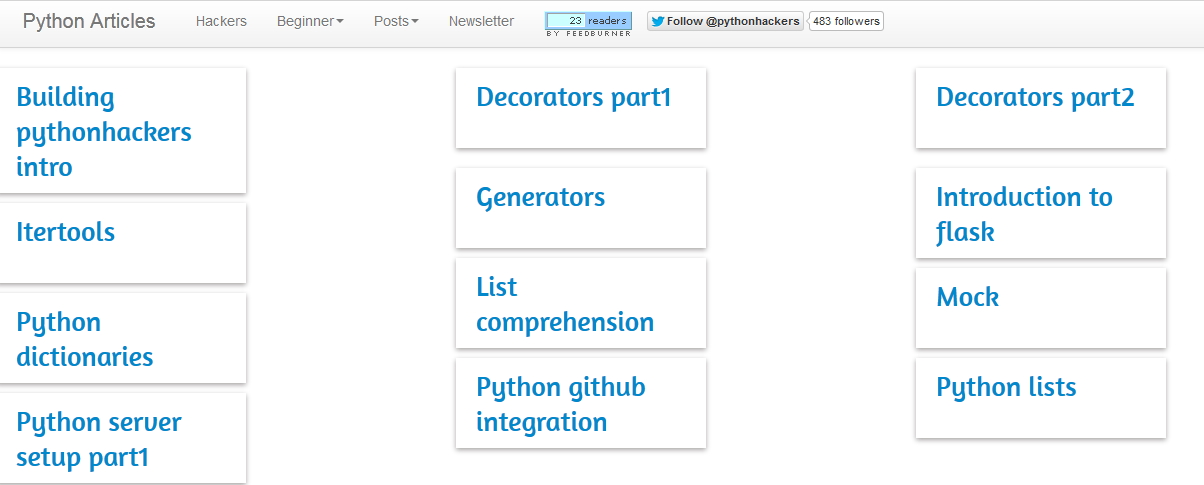 Python Articles Hackers Beginner Posts Newsletter 23 readers Follow @pythonhackers 483 followers
BY FEEDBURNER
Building
pythonhackers
intro
Decorators part1
Decorators part2
Itertools
Generators
Introduction to
flask
Python
dictionaries
List
comprehension
Mock
Python server
setup part1
Python github
integration
Python lists